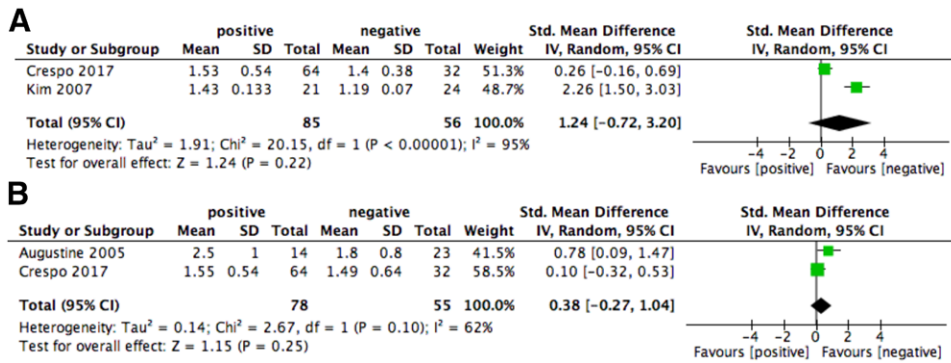 A
positive negative Std. Mean Difference Std. Mean Difference
Study or Subgroup Mean SD Total Mean SD Total Weight IV, Random, 95% CI IV, Random, 95% CI
Crespo 2017 1.53 0.54 64 1.4 0.38 32 51.3% 0.26 [-0.16, 0.69]
Kim 2007 1.43 0.133 21 1.19 0.07 24 48.7% 2.26 [1.50, 3.03]
Total (95% CI) 85 56 100.0% 1.24 [-0.72, 3.20]
Heterogeneity: Tau² = 1.91; Chi² = 20.15, df = 1 (P < 0.00001); I² = 95%
Test for overall effect: Z = 1.24 (P = 0.22)
-4 -2 0 2 4
Favours [positive] Favours [negative]
B
positive negative Std. Mean Difference Std. Mean Difference
Study or Subgroup Mean SD Total Mean SD Total Weight IV, Random, 95% CI IV, Random, 95% CI
Augustine 2005 2.5 1 14 1.8 0.8 23 41.5% 0.78 [0.09, 1.47]
Crespo 2017 1.55 0.54 64 1.49 0.64 32 58.5% 0.10 [-0.32, 0.53]
Total (95% CI) 78 55 100.0% 0.38 [-0.27, 1.04]
Heterogeneity: Tau² = 0.14; Chi² = 2.67, df = 1 (P = 0.10); I² = 62%
Test for overall effect: Z = 1.15 (P = 0.25)
-4 -2 0 2 4
Favours [positive] Favours [negative]